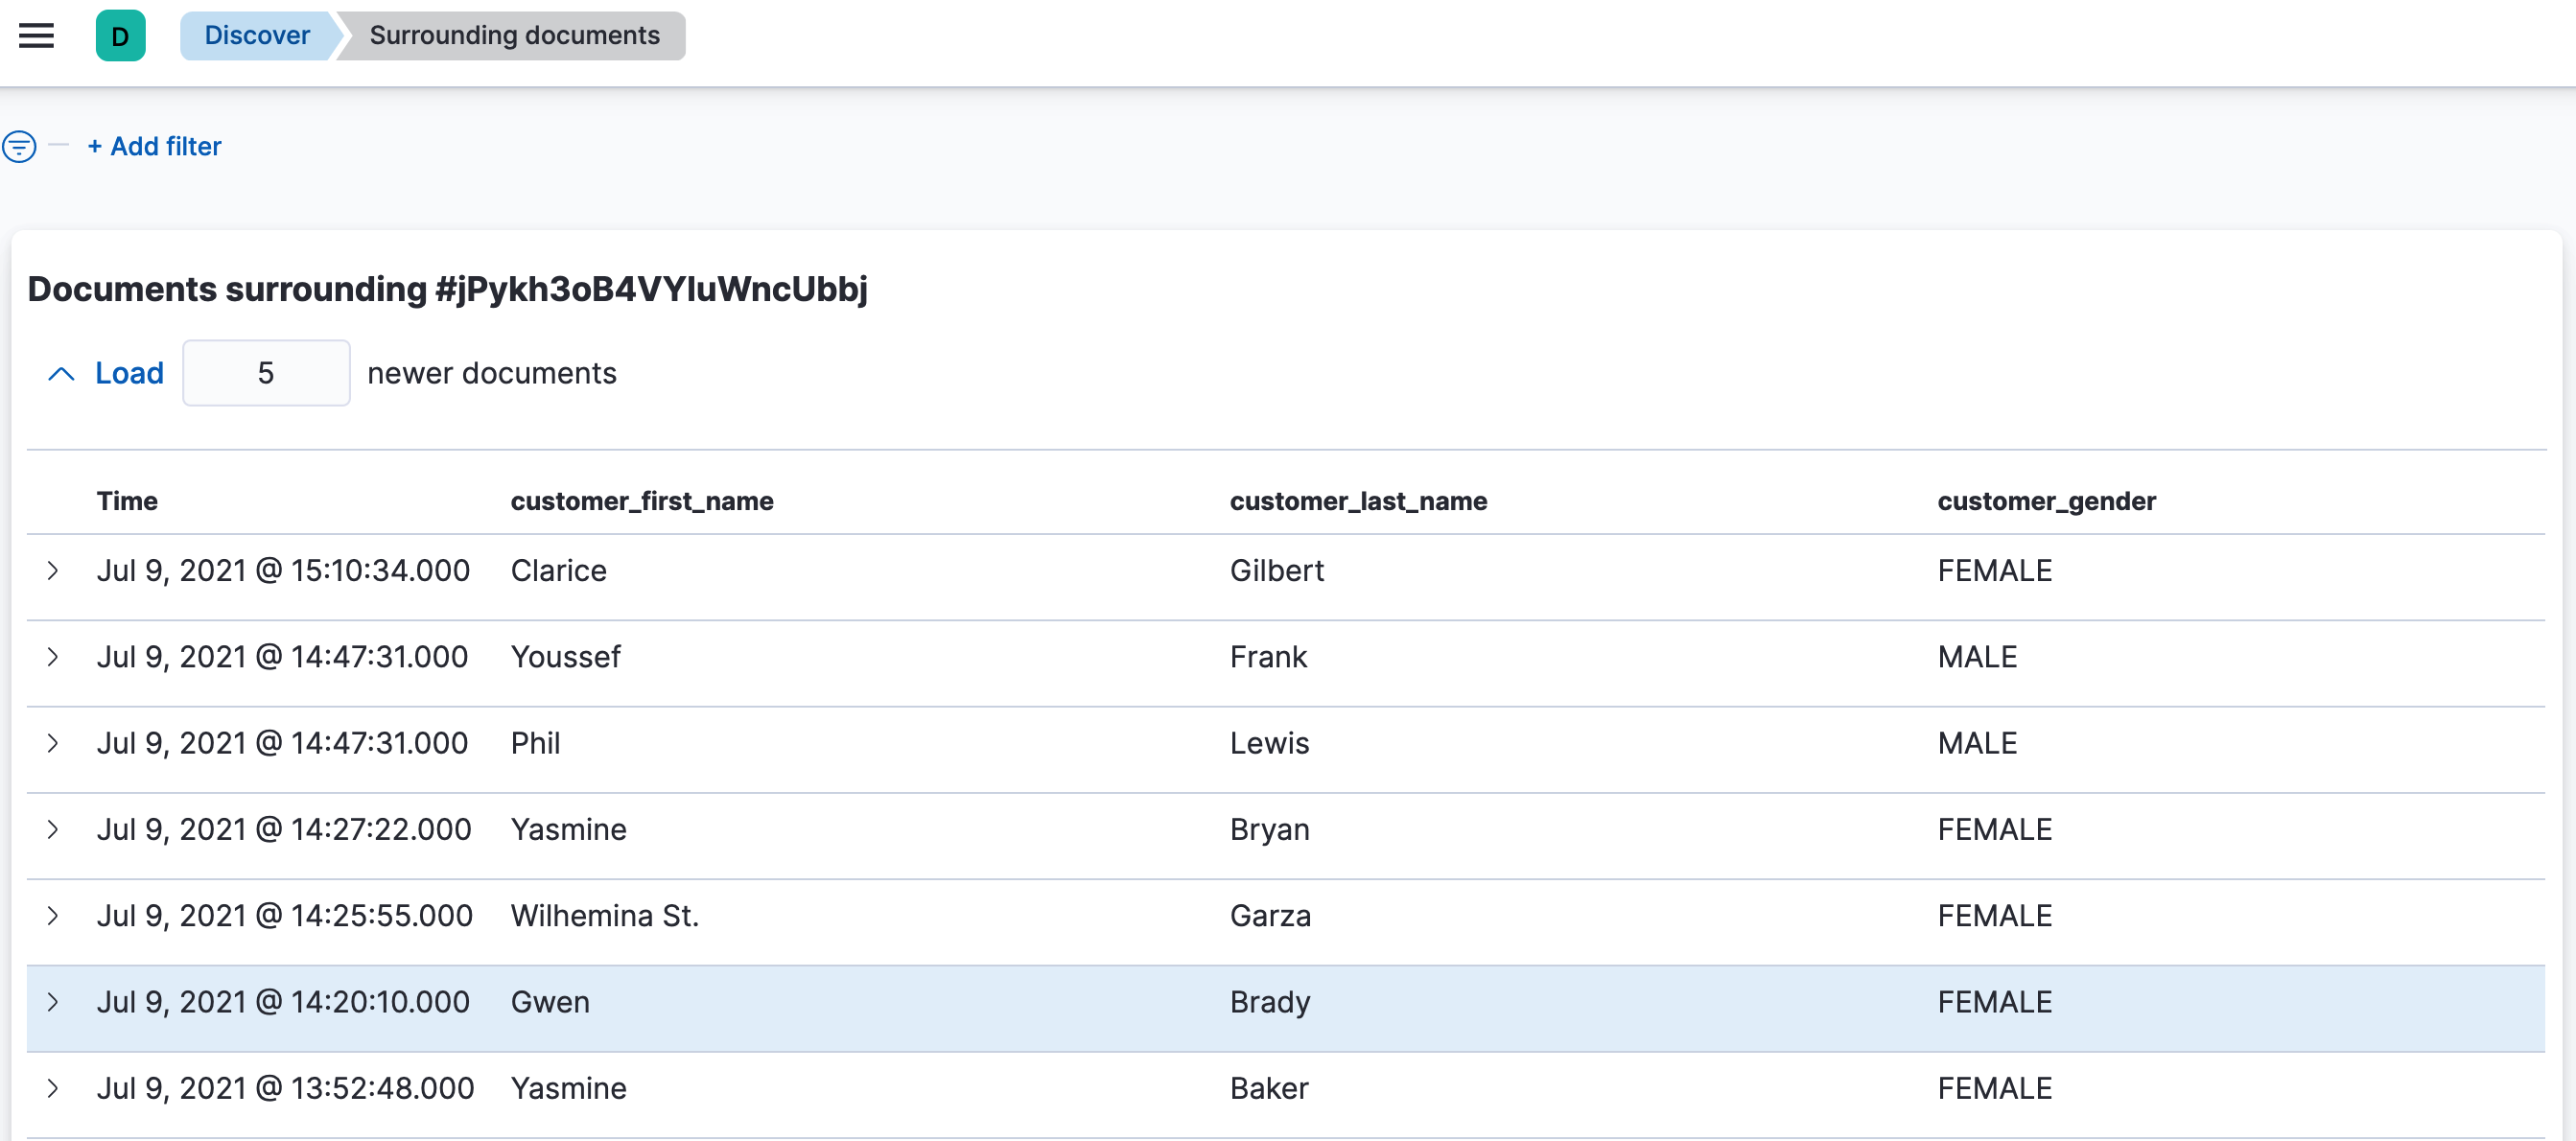 D Discover Surrounding documents
+ Add filter
Documents surrounding #jPykh3oB4VYIuWncUbbj
Load 5 newer documents
Time customer_first_name customer_last_name customer_gender
Jul 9, 2021 @ 15:10:34.000 Clarice Gilbert FEMALE
Jul 9, 2021 @ 14:47:31.000 Youssef Frank MALE
Jul 9, 2021 @ 14:47:31.000 Phil Lewis MALE
Jul 9, 2021 @ 14:27:22.000 Yasmine Bryan FEMALE
Jul 9, 2021 @ 14:25:55.000 Wilhemina St. Garza FEMALE
Jul 9, 2021 @ 14:20:10.000 Gwen Brady FEMALE
Jul 9, 2021 @ 13:52:48.000 Yasmine Baker FEMALE